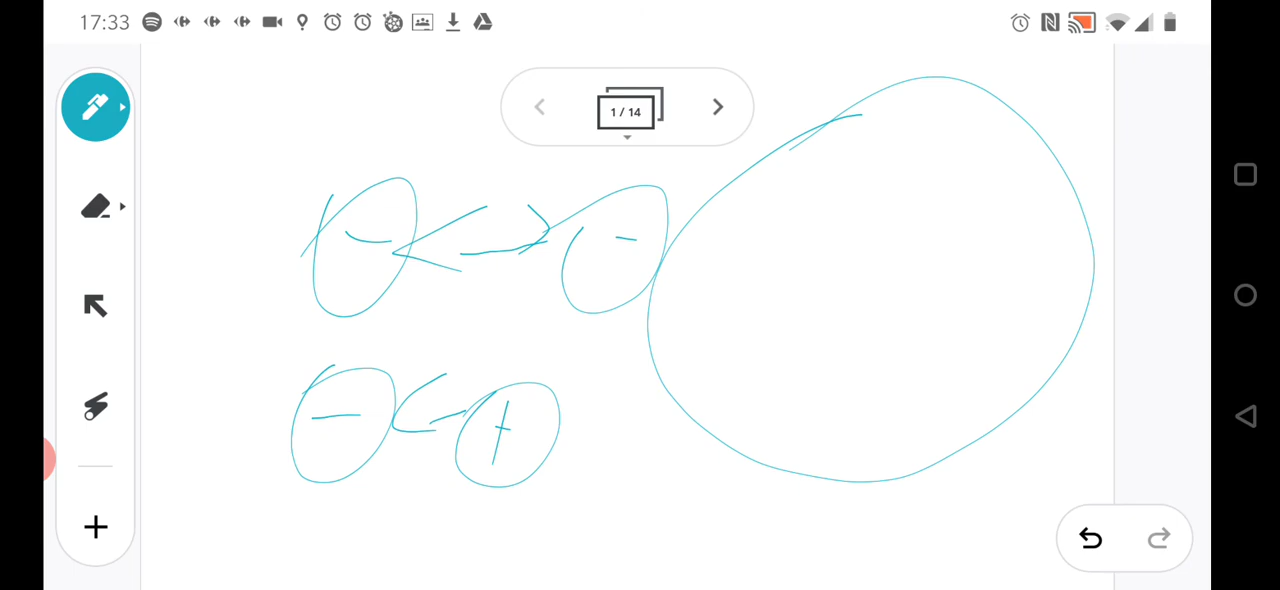 17:33
1 / 14
− −
− +